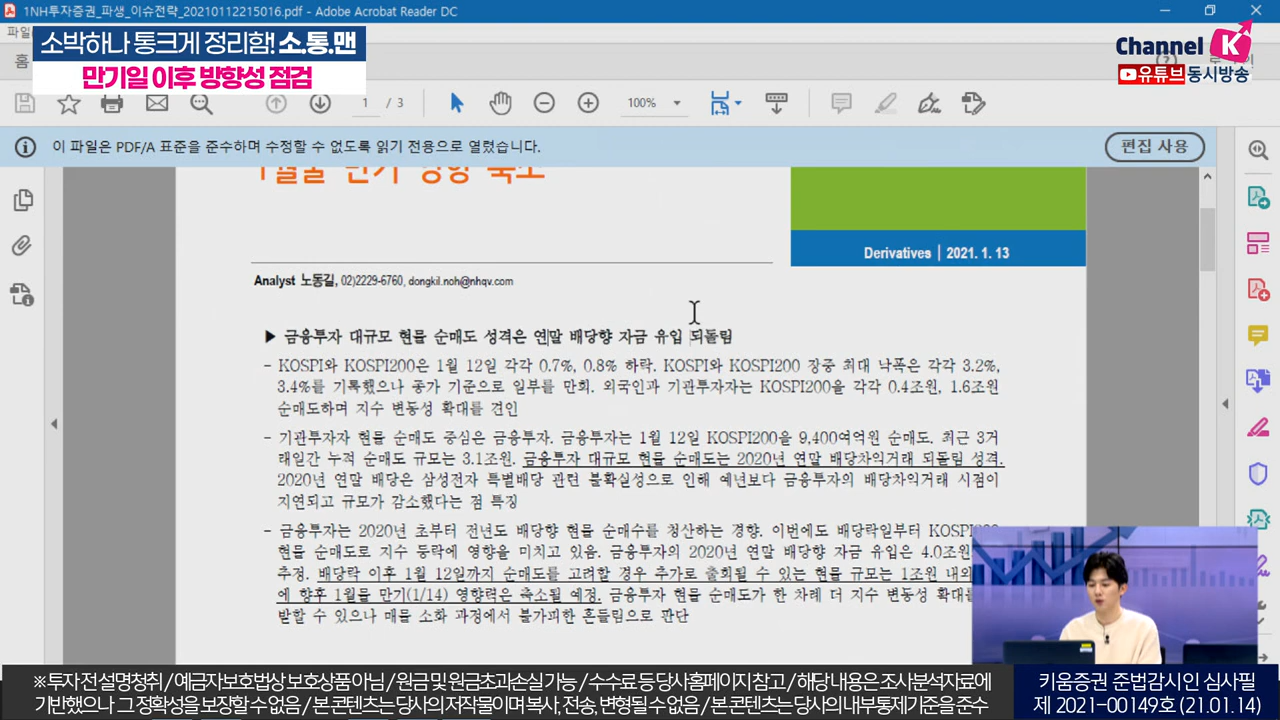 1NH투자증권_파생_이슈전략_20210112215016.pdf - Adobe Acrobat Reader DC
소박하나 통크게 정리함! 소.통.맨
만기일 이후 방향성 점검
Channel K
유튜브동시방송
홈
1 / 3
100%
이 파일은 PDF/A 표준을 준수하며 수정할 수 없도록 읽기 전용으로 열렸습니다.
편집 사용
1월물 만기 영향 축소
Derivatives | 2021. 1. 13
Analyst 노동길, 02)2229-6760, dongkil.noh@nhqv.com
▶ 금융투자 대규모 현물 순매도 성격은 연말 배당향 자금 유입 되돌림
- KOSPI와 KOSPI200은 1월 12일 각각 0.7%, 0.8% 하락. KOSPI와 KOSPI200 장중 최대 낙폭은 각각 3.2%,
3.4%를 기록했으나 종가 기준으로 일부를 만회. 외국인과 기관투자자는 KOSPI200을 각각 0.4조원, 1.6조원
순매도하며 지수 변동성 확대를 견인
- 기관투자자 현물 순매도 중심은 금융투자. 금융투자는 1월 12일 KOSPI200을 9,400여억원 순매도. 최근 3거
래일간 누적 순매도 규모는 3.1조원. 금융투자 대규모 현물 순매도는 2020년 연말 배당차익거래 되돌림 성격.
2020년 연말 배당은 삼성전자 특별배당 관련 불확실성으로 인해 예년보다 금융투자의 배당차익거래 시점이
지연되고 규모가 감소했다는 점 특징
- 금융투자는 2020년 초부터 전년도 배당향 현물 순매수를 청산하는 경향. 이번에도 배당락일부터 KOSPI200
현물 순매도로 지수 등락에 영향을 미치고 있음. 금융투자의 2020년 연말 배당향 자금 유입은 4.0조원
추정. 배당락 이후 1월 12일까지 순매도를 고려할 경우 추가로 출회될 수 있는 현물 규모는 1조원 내외
에 향후 1월물 만기(1/14) 영향력은 축소될 예정. 금융투자 현물 순매도가 한 차례 더 지수 변동성 확대를
발할 수 있으나 매물 소화 과정에서 불가피한 흔들림으로 판단
※ 투자 전 설명청취 / 예금자보호법상 보호상품 아님 / 원금 및 원금초과손실 가능 / 수수료 등 당사홈페이지 참고 / 해당 내용은 조사분석자료에
기반했으나 그 정확성을 보장할 수 없음 / 본 콘텐츠는 당사의 저작물이며 복사, 전송, 변형될 수 없음 / 본 콘텐츠는 당사의 내부통제기준을 준수
키움증권 준법감시인 심사필
제 2021-00149호 (21.01.14)